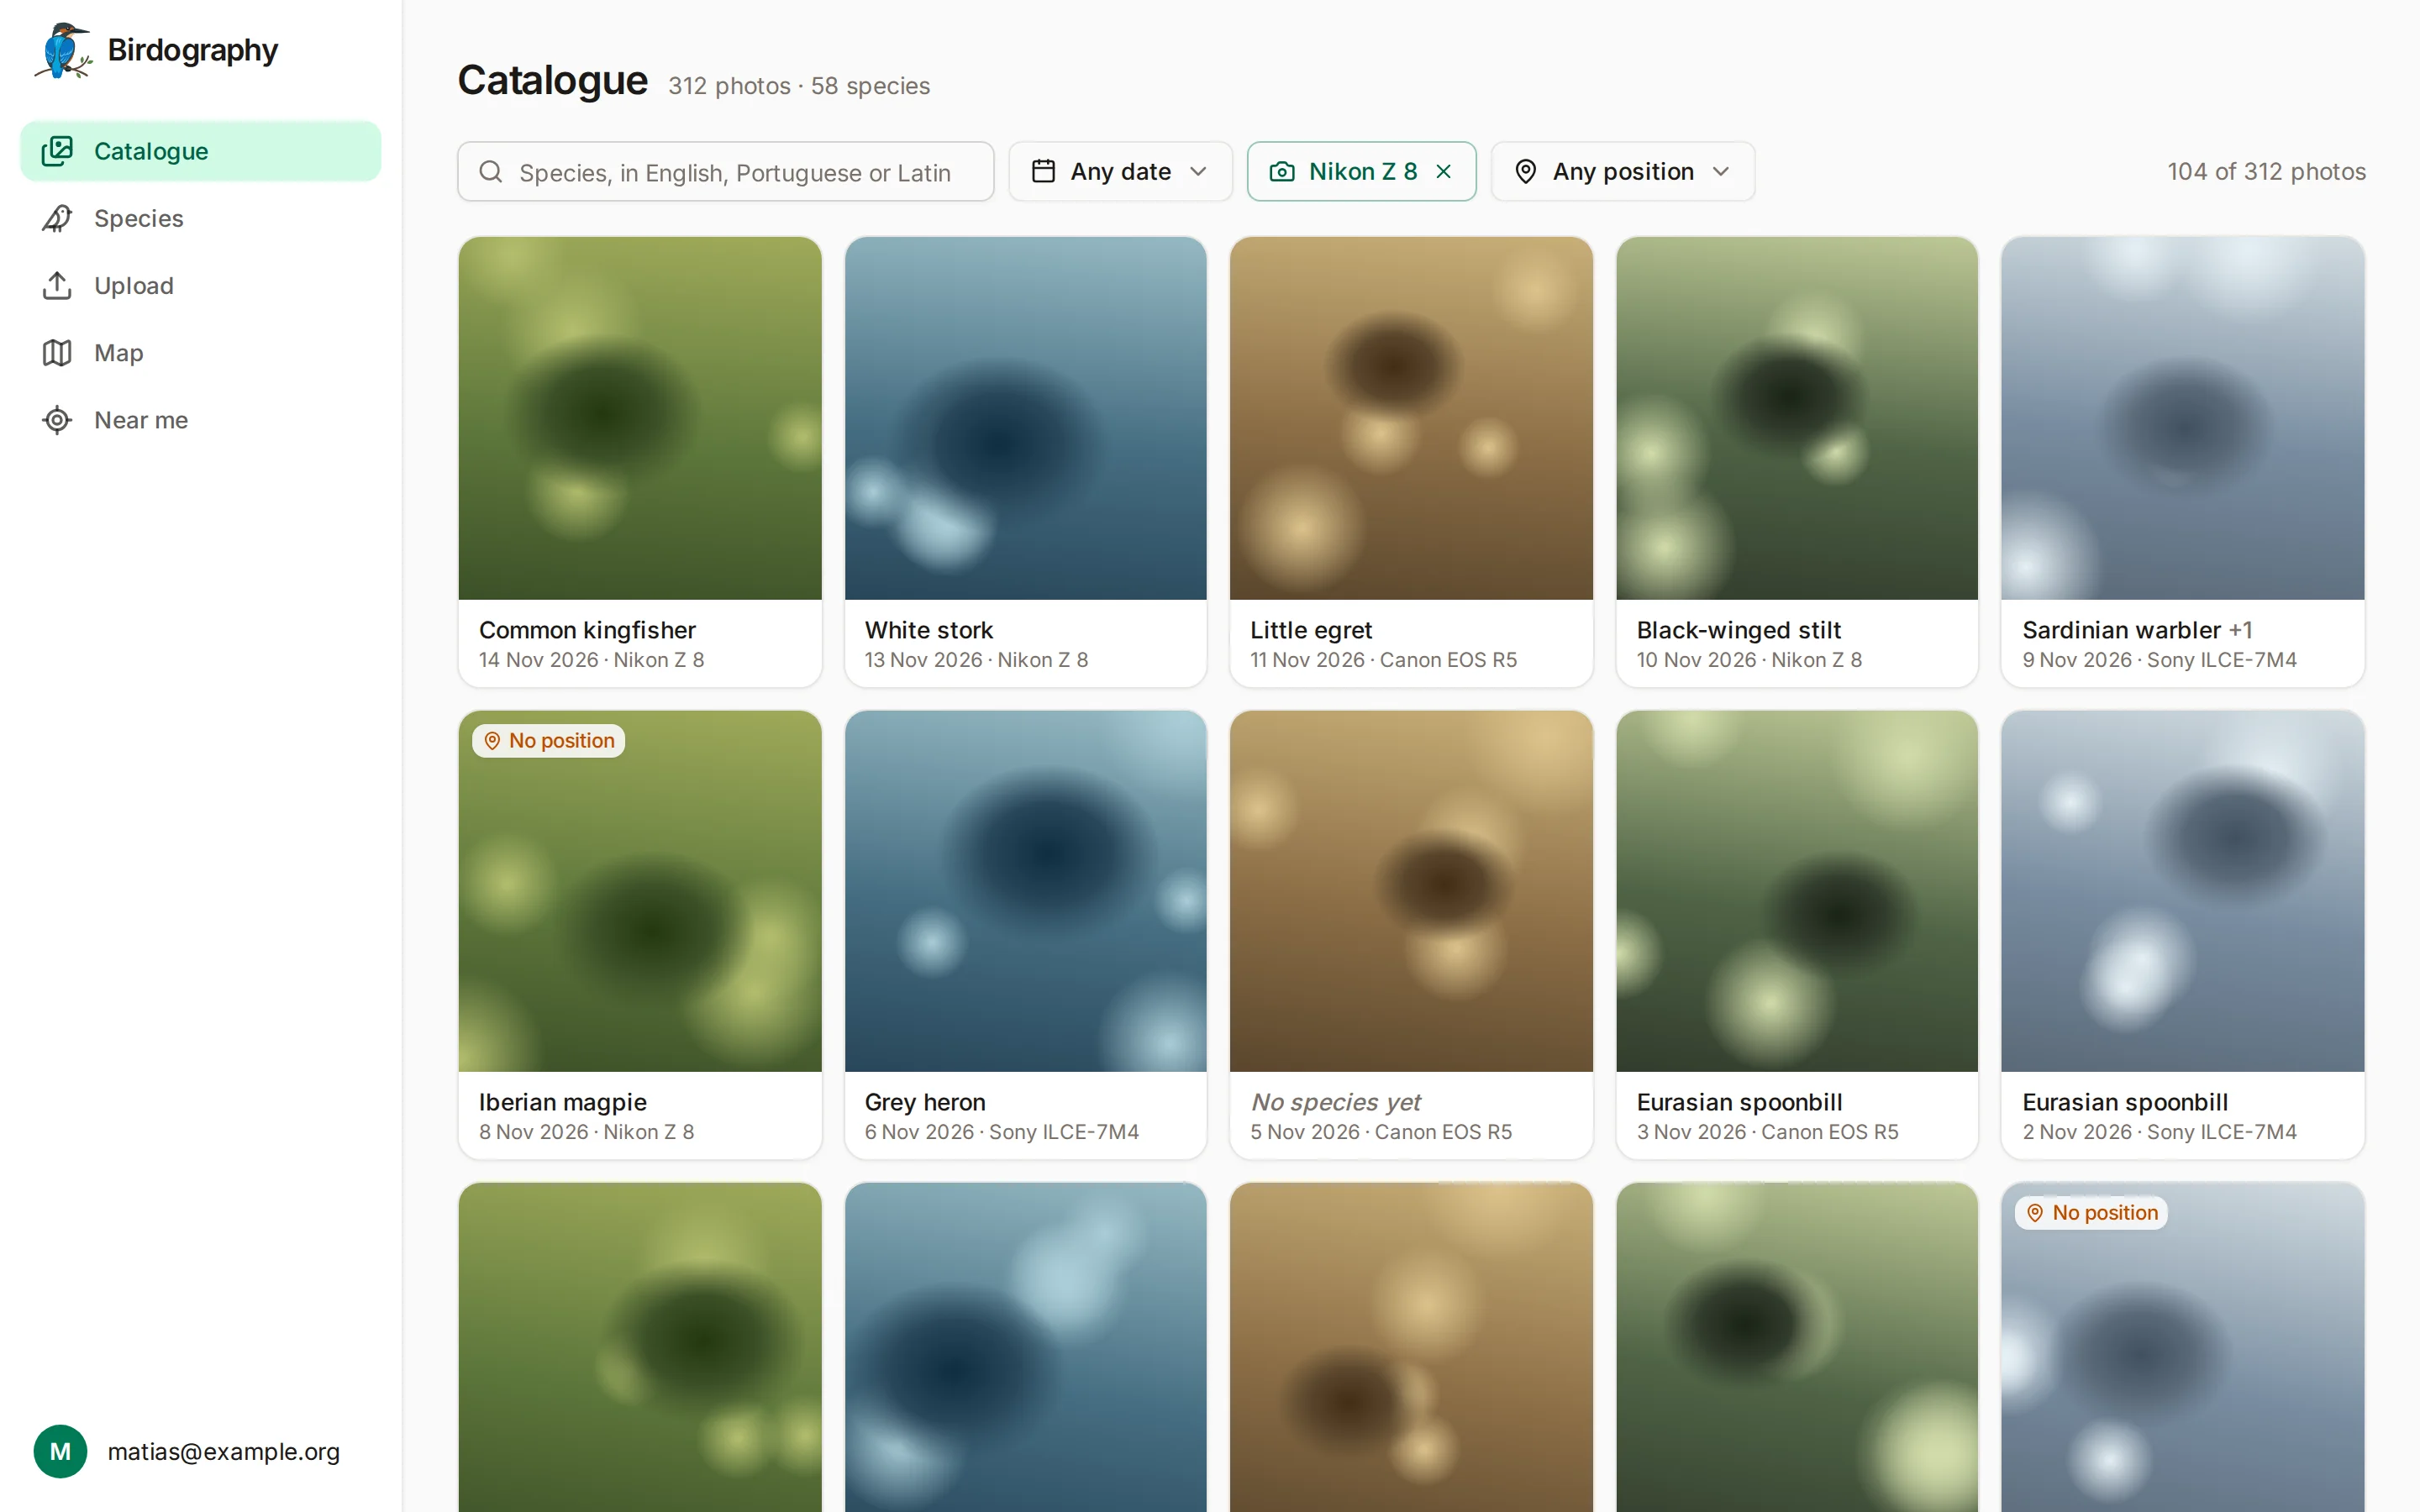 Birdography
Catalogue
Species
Upload
Map
Near me
M
matias@example.org
Catalogue 312 photos · 58 species
Species, in English, Portuguese or Latin
Any date
Nikon Z 8
Any position
104 of 312 photos
Common kingfisher
14 Nov 2026 · Nikon Z 8
White stork
13 Nov 2026 · Nikon Z 8
Little egret
11 Nov 2026 · Canon EOS R5
Black-winged stilt
10 Nov 2026 · Nikon Z 8
Sardinian warbler +1
9 Nov 2026 · Sony ILCE-7M4
No position
Iberian magpie
8 Nov 2026 · Nikon Z 8
Grey heron
6 Nov 2026 · Sony ILCE-7M4
No species yet
5 Nov 2026 · Canon EOS R5
Eurasian spoonbill
3 Nov 2026 · Canon EOS R5
Eurasian spoonbill
2 Nov 2026 · Sony ILCE-7M4
No position